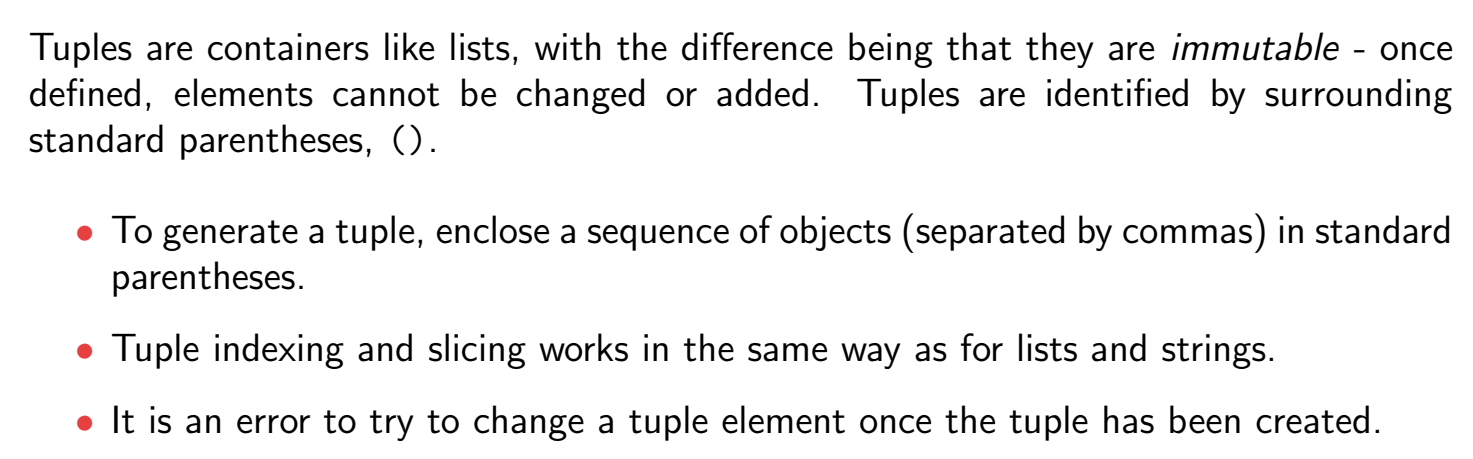 Tuples are containers like lists, with the difference being that they are immutable - once
defined, elements cannot be changed or added. Tuples are identified by surrounding
standard parentheses, ().
• To generate a tuple, enclose a sequence of objects (separated by commas) in standard
parentheses.
• Tuple indexing and slicing works in the same way as for lists and strings.
• It is an error to try to change a tuple element once the tuple has been created.